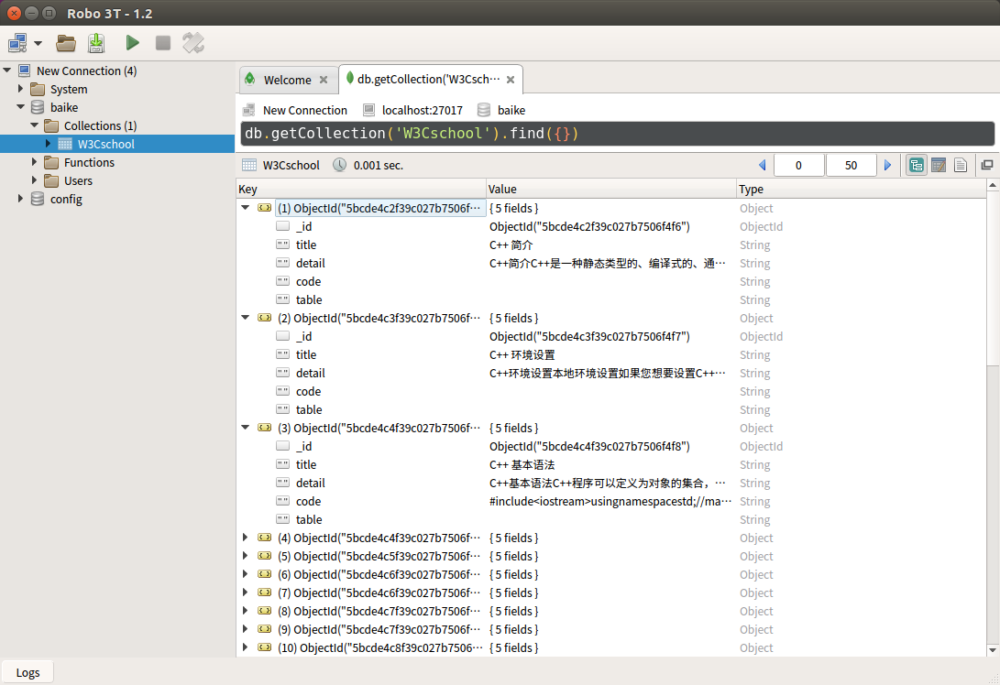 Robo 3T - 1.2
New Connection (4)
System
baike
Collections (1)
W3Cschool
Functions
Users
config
Welcome
db.getCollection('W3Csch···
New Connection localhost:27017 baike
db.getCollection('W3Cschool').find({})
W3Cschool 0.001 sec. 0 50
Key Value Type
(1) ObjectId("5bcde4c2f39c027b7506f··· { 5 fields } Object
_id ObjectId("5bcde4c2f39c027b7506f4f6") ObjectId
title C++ 简介 String
detail C++简介C++是一种静态类型的、编译式的、通··· String
code String
table String
(2) ObjectId("5bcde4c3f39c027b7506f··· { 5 fields } Object
_id ObjectId("5bcde4c3f39c027b7506f4f7") ObjectId
title C++ 环境设置 String
detail C++环境设置本地环境设置如果您想要设置C++··· String
code String
table String
(3) ObjectId("5bcde4c4f39c027b7506f··· { 5 fields } Object
_id ObjectId("5bcde4c4f39c027b7506f4f8") ObjectId
title C++ 基本语法 String
detail C++基本语法C++程序可以定义为对象的集合，··· String
code #include<iostream>usingnamespacestd;//ma··· String
table String
(4) ObjectId("5bcde4c4f39c027b7506f··· { 5 fields } Object
(5) ObjectId("5bcde4c5f39c027b7506f··· { 5 fields } Object
(6) ObjectId("5bcde4c6f39c027b7506f··· { 5 fields } Object
(7) ObjectId("5bcde4c6f39c027b7506f··· { 5 fields } Object
(8) ObjectId("5bcde4c7f39c027b7506f··· { 5 fields } Object
(9) ObjectId("5bcde4c7f39c027b7506f··· { 5 fields } Object
(10) ObjectId("5bcde4c8f39c027b7506··· { 5 fields } Object
Logs